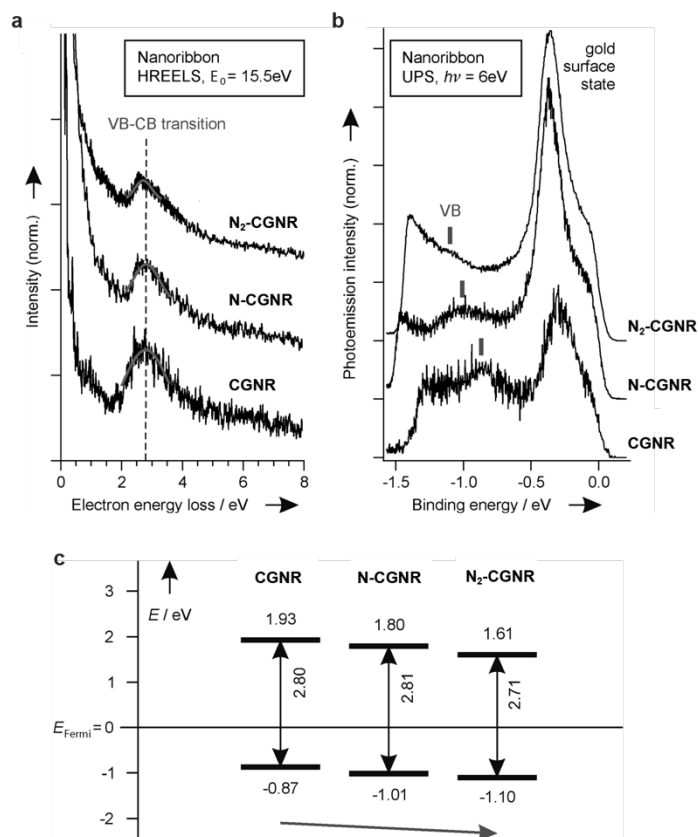 a
Nanoribbon
HREELS, E₀ = 15.5eV
VB-CB transition
N₂-CGNR
N-CGNR
CGNR
Intensity (norm.)
0 2 4 6 8
Electron energy loss / eV
b
Nanoribbon
UPS, hν = 6eV
gold
surface
state
VB
N₂-CGNR
N-CGNR
CGNR
Photoemission intensity (norm.)
-1.5 -1.0 -0.5 0.0
Binding energy / eV
c
CGNR N-CGNR N₂-CGNR
3
E / eV
1.93 1.80 1.61
2
2.80 2.81 2.71
1
E_Fermi = 0 0
-1
-0.87 -1.01 -1.10
-2